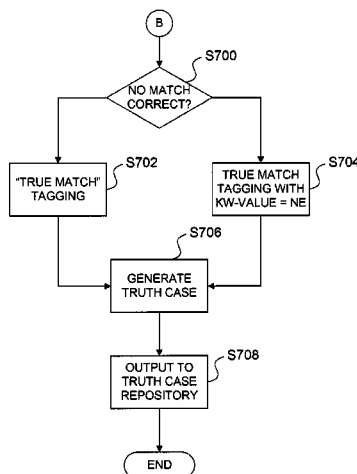 B
S700
NO MATCH
CORRECT?
S702
"TRUE MATCH"
TAGGING
S704
TRUE MATCH
TAGGING WITH
KW-VALUE = NE
S706
GENERATE
TRUTH CASE
S708
OUTPUT TO
TRUTH CASE
REPOSITORY
END